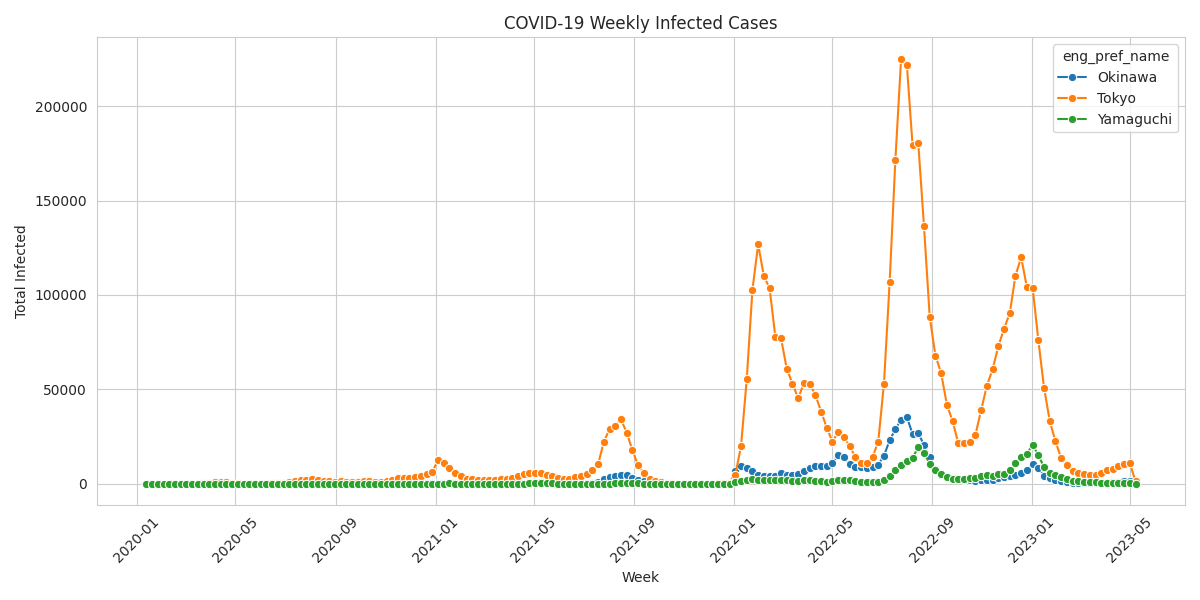 COVID-19 Weekly Infected Cases
eng_pref_name
Okinawa
Tokyo
Yamaguchi
Total Infected
200000
150000
100000
50000
0
2020-01
2020-05
2020-09
2021-01
2021-05
2021-09
2022-01
2022-05
2022-09
2023-01
2023-05
Week